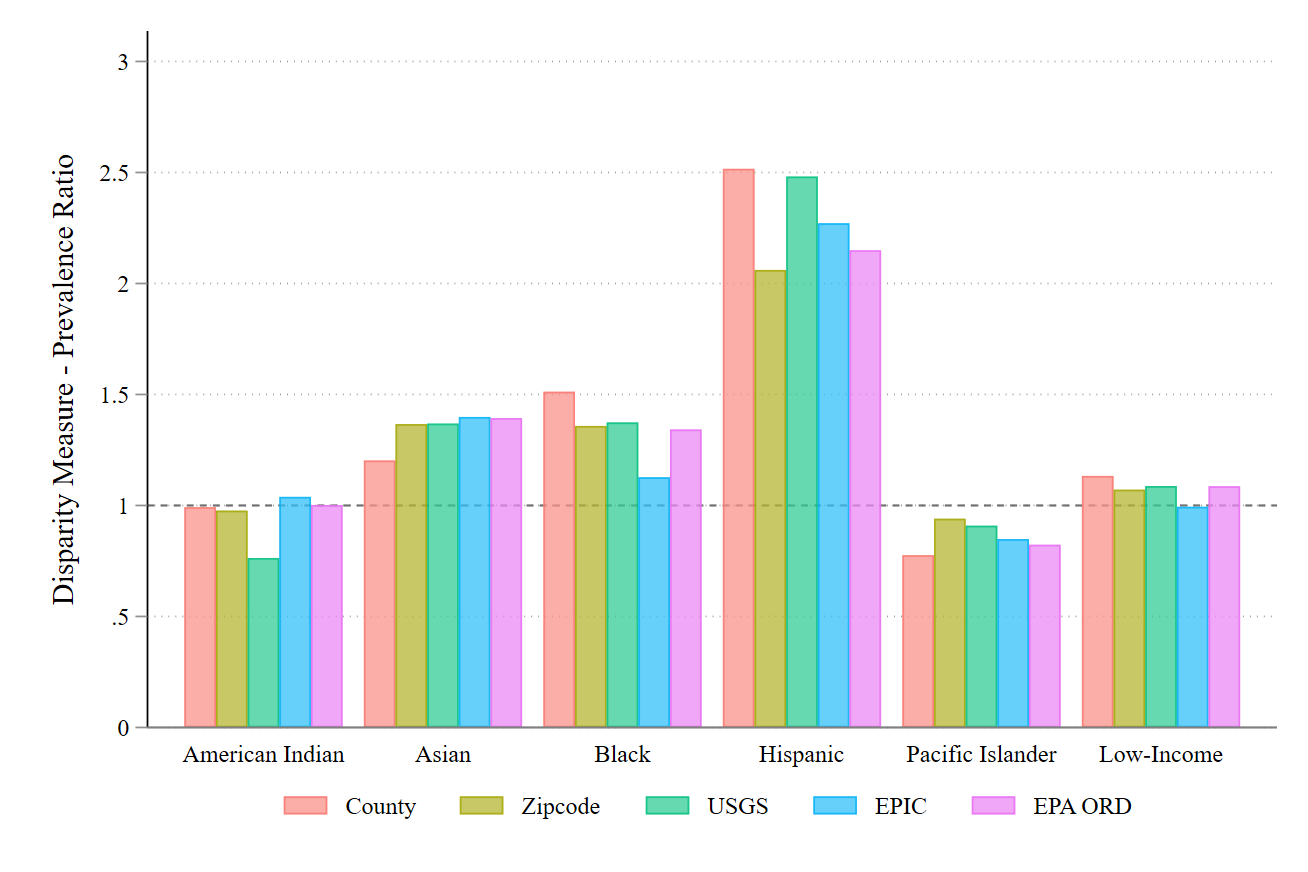 Disparity Measure - Prevalence Ratio
3
2.5
2
1.5
1
.5
0
American Indian Asian Black Hispanic Pacific Islander Low-Income
County Zipcode USGS EPIC EPA ORD